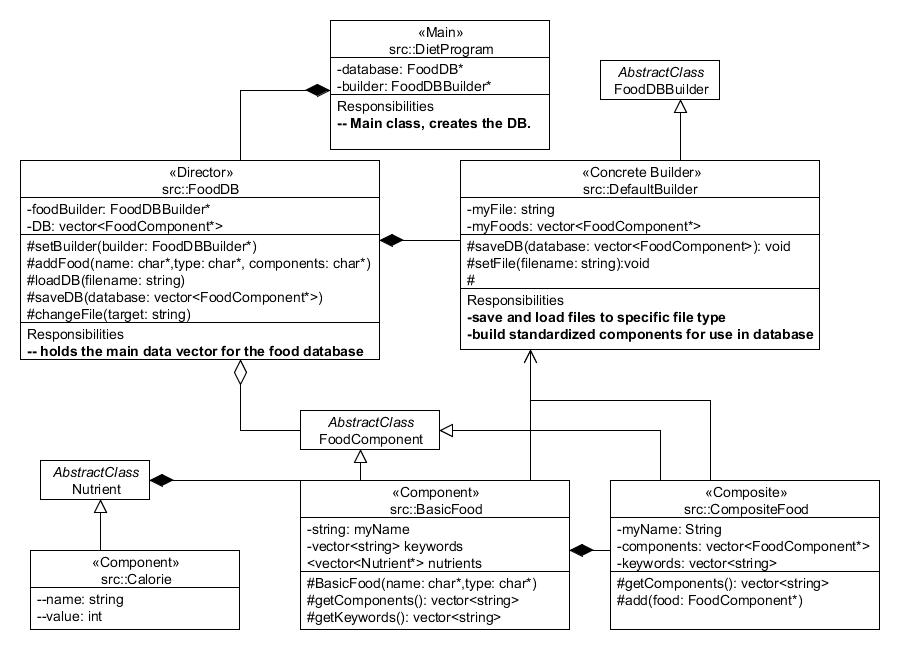 «Main»
src::DietProgram
-database: FoodDB*
-builder: FoodDBBuilder*
Responsibilities
-- Main class, creates the DB.
AbstractClass
FoodDBBuilder
«Director»
src::FoodDB
-foodBuilder: FoodDBBuilder*
-DB: vector<FoodComponent*>
#setBuilder(builder: FoodDBBuilder*)
#addFood(name: char*,type: char*, components: char*)
#loadDB(filename: string)
#saveDB(database: vector<FoodComponent*>)
#changeFile(target: string)
Responsibilities
-- holds the main data vector for the food database
«Concrete Builder»
src::DefaultBuilder
-myFile: string
-myFoods: vector<FoodComponent*>
#saveDB(database: vector<FoodComponent>): void
#setFile(filename: string):void
#
Responsibilities
-save and load files to specific file type
-build standardized components for use in database
AbstractClass
FoodComponent
AbstractClass
Nutrient
«Component»
src::Calorie
--name: string
--value: int
«Component»
src::BasicFood
-string: myName
-vector<string> keywords
<vector<Nutrient*> nutrients
#BasicFood(name: char*,type: char*)
#getComponents(): vector<string>
#getKeywords(): vector<string>
«Composite»
src::CompositeFood
-myName: String
-components: vector<FoodComponent*>
-keywords: vector<string>
#getComponents(): vector<string>
#add(food: FoodComponent*)